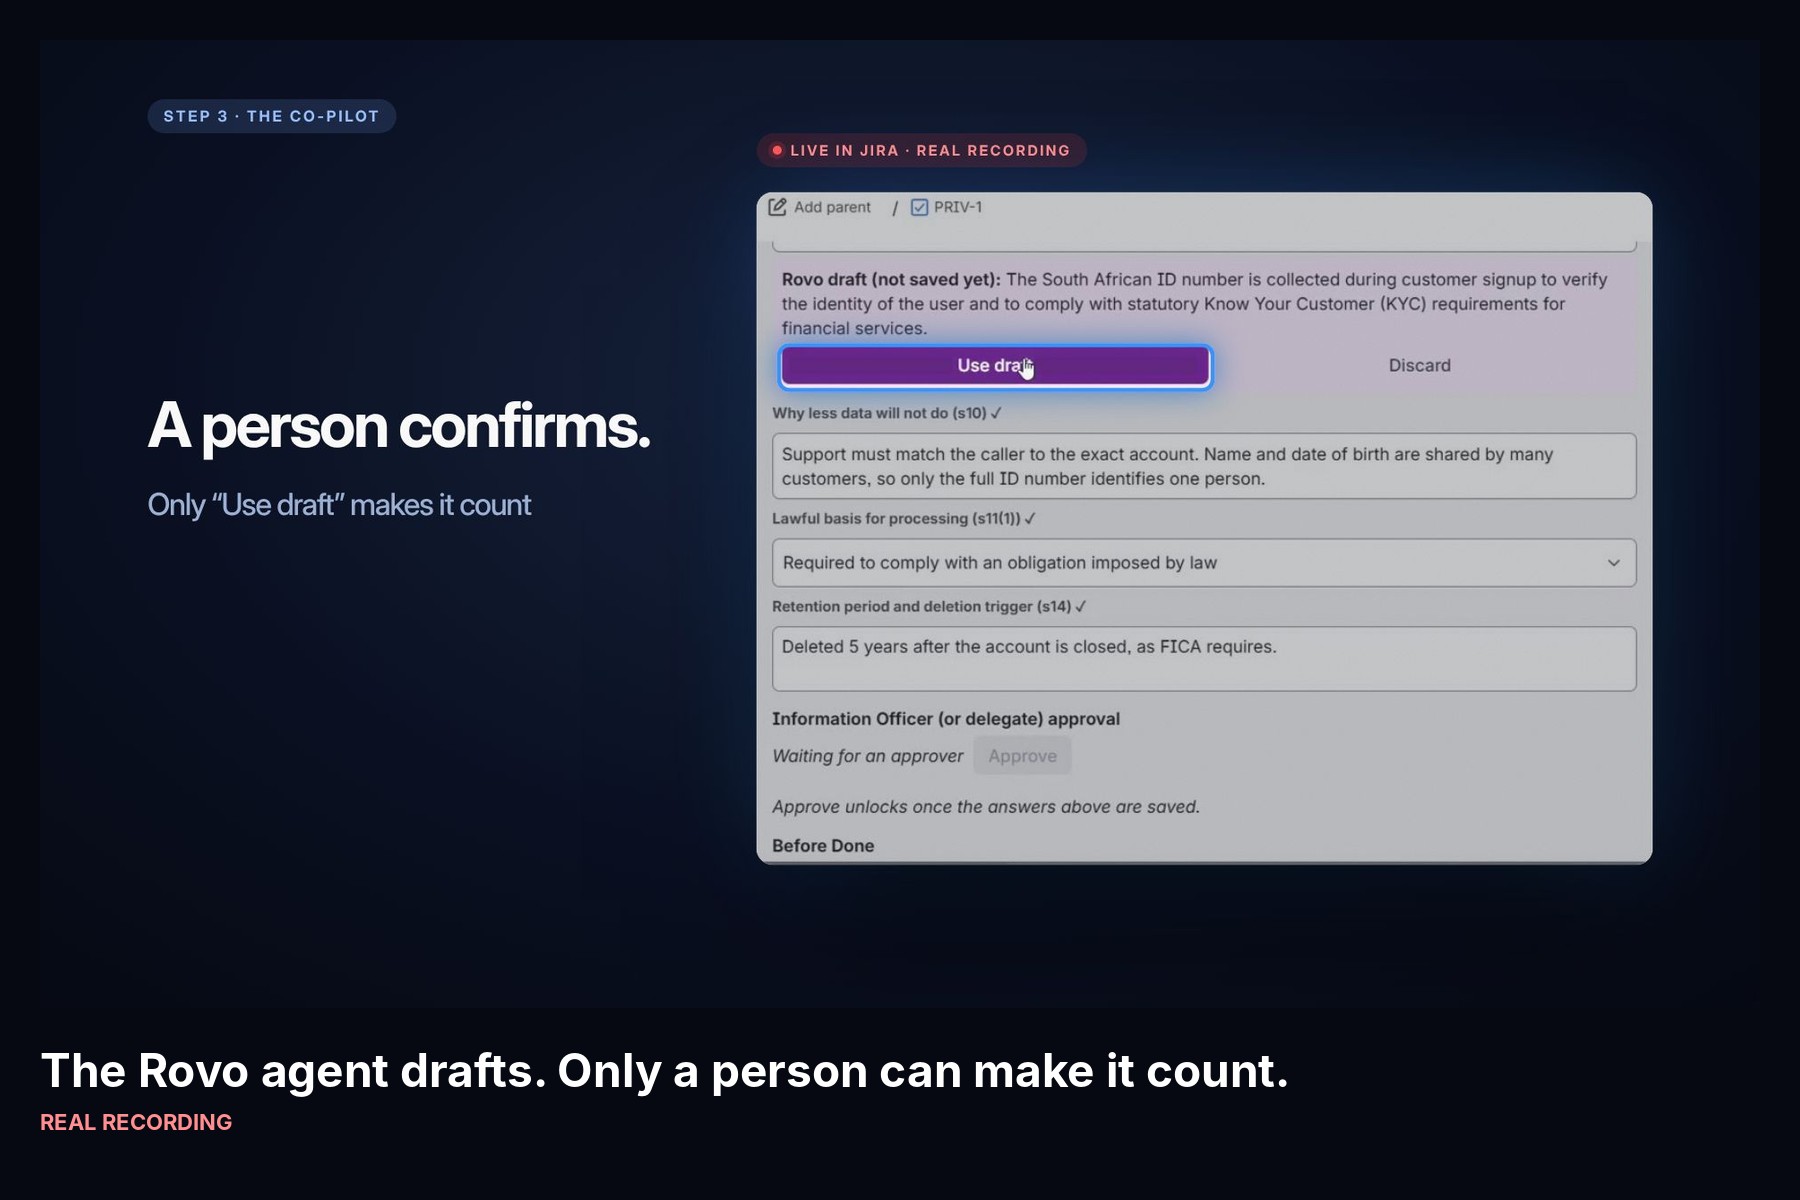 STEP 3 · THE CO-PILOT
LIVE IN JIRA · REAL RECORDING
Add parent / PRIV-1
Rovo draft (not saved yet): The South African ID number is collected during customer signup to verify
the identity of the user and to comply with statutory Know Your Customer (KYC) requirements for
financial services.
Use draft Discard
A person confirms.
Only “Use draft” makes it count
Why less data will not do (s10) ✓
Support must match the caller to the exact account. Name and date of birth are shared by many
customers, so only the full ID number identifies one person.
Lawful basis for processing (s11(1)) ✓
Required to comply with an obligation imposed by law
Retention period and deletion trigger (s14) ✓
Deleted 5 years after the account is closed, as FICA requires.
Information Officer (or delegate) approval
Waiting for an approver Approve
Approve unlocks once the answers above are saved.
Before Done
The Rovo agent drafts. Only a person can make it count.
REAL RECORDING